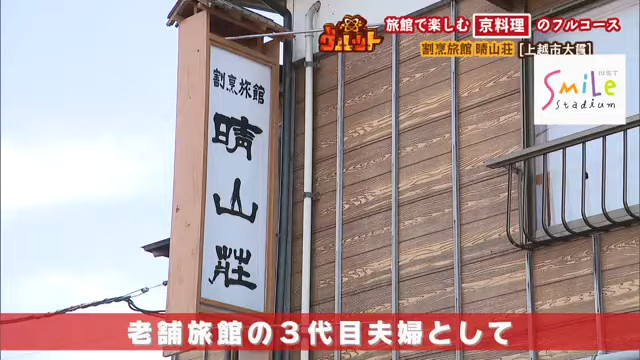 旅館で楽しむ 京料理 のフルコース
割烹旅館 晴山荘 [上越市大貫]
SmiLe
Stadium
割烹旅館
晴山荘
老舗旅館の3代目夫婦として